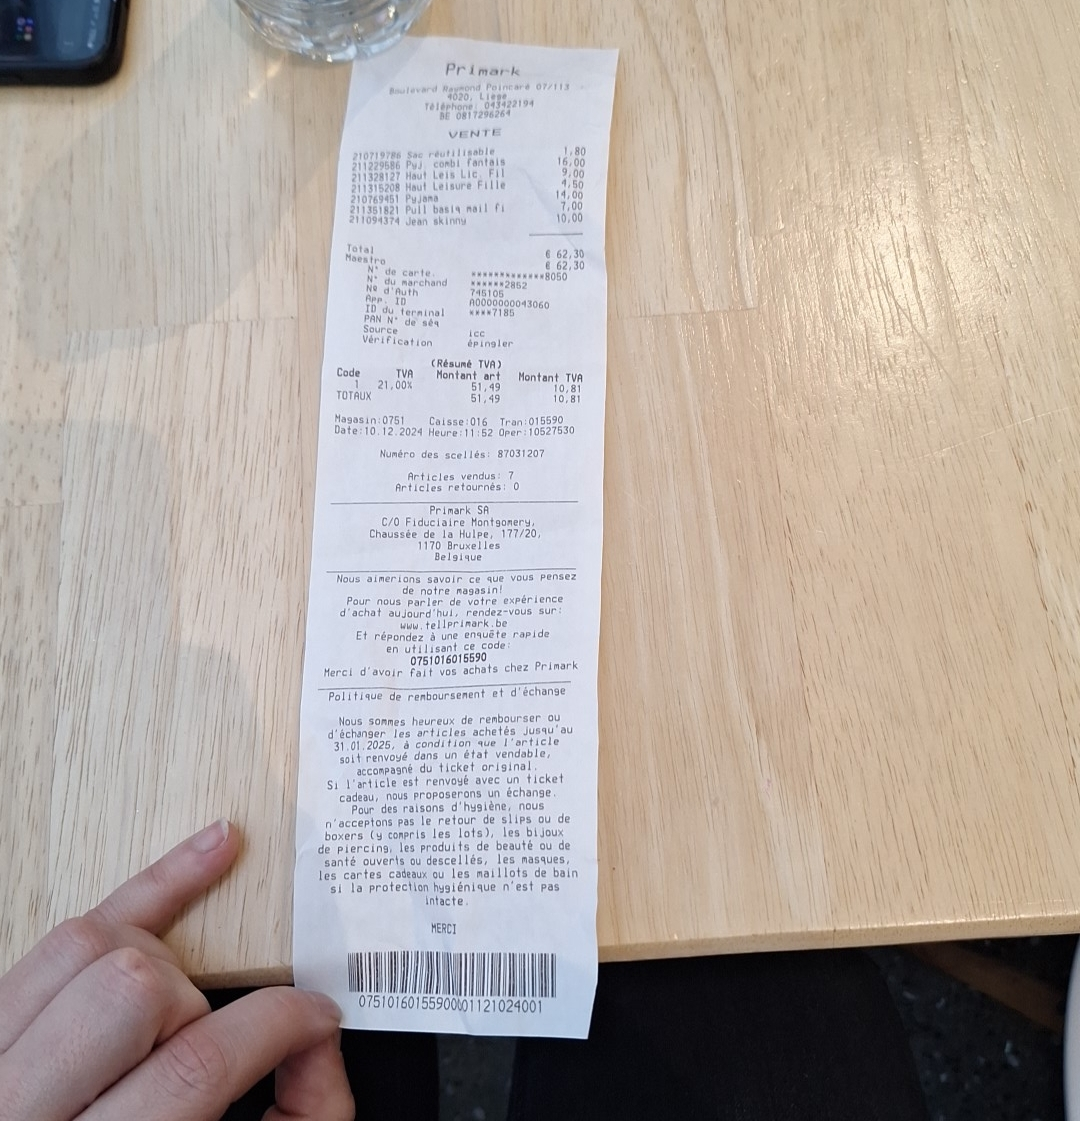 Primark
Boulevard Raymond Poincaré 07/113
4020, Liege
Téléphone: 043422194
BE 0817296264
VENTE
210719786 Sac réutilisable 1,80
211229586 Pyj. combi fantais 16,00
211328127 Haut Leis Lic. Fil 9,00
211315208 Haut Leisure Fille 4,50
210769451 Pyjama 14,00
211351821 Pull basiq mail fi 7,00
211094374 Jean skinny 10,00
Total € 62,30
Maestro € 62,30
N° de carte. *************8050
N° du marchand ******2852
Nº d'Auth 745105
App. ID A0000000043060
ID du terminal ****7185
PAN N° de séq
Source icc
Vérification épingler
(Résumé TVA)
Code TVA Montant art Montant TVA
1 21,00% 51,49 10,81
TOTAUX 51,49 10,81
Magasin:0751 Caisse:016 Tran:015590
Date:10.12.2024 Heure:11:52 Oper:10527530
Numéro des scellés: 87031207
Articles vendus: 7
Articles retournés: 0
Primark SA
C/O Fiduciaire Montgomery,
Chaussée de la Hulpe, 177/20,
1170 Bruxelles
Belgique
Nous aimerions savoir ce que vous pensez
de notre magasin!
Pour nous parler de votre expérience
d'achat aujourd'hui, rendez-vous sur:
www.tellprimark.be
Et répondez à une enquête rapide
en utilisant ce code:
0751016015590
Merci d'avoir fait vos achats chez Primark
Politique de remboursement et d'échange
Nous sommes heureux de rembourser ou
d'échanger les articles achetés jusqu'au
31.01.2025, à condition que l'article
soit renvoyé dans un état vendable,
accompagné du ticket original.
Si l'article est renvoyé avec un ticket
cadeau, nous proposerons un échange.
Pour des raisons d'hygiène, nous
n'acceptons pas le retour de slips ou de
boxers (y compris les lots), les bijoux
de piercing, les produits de beauté ou de
santé ouverts ou descellés, les masques,
les cartes cadeaux ou les maillots de bain
si la protection hygiénique n'est pas
intacte.
MERCI
07510160155900001121024001